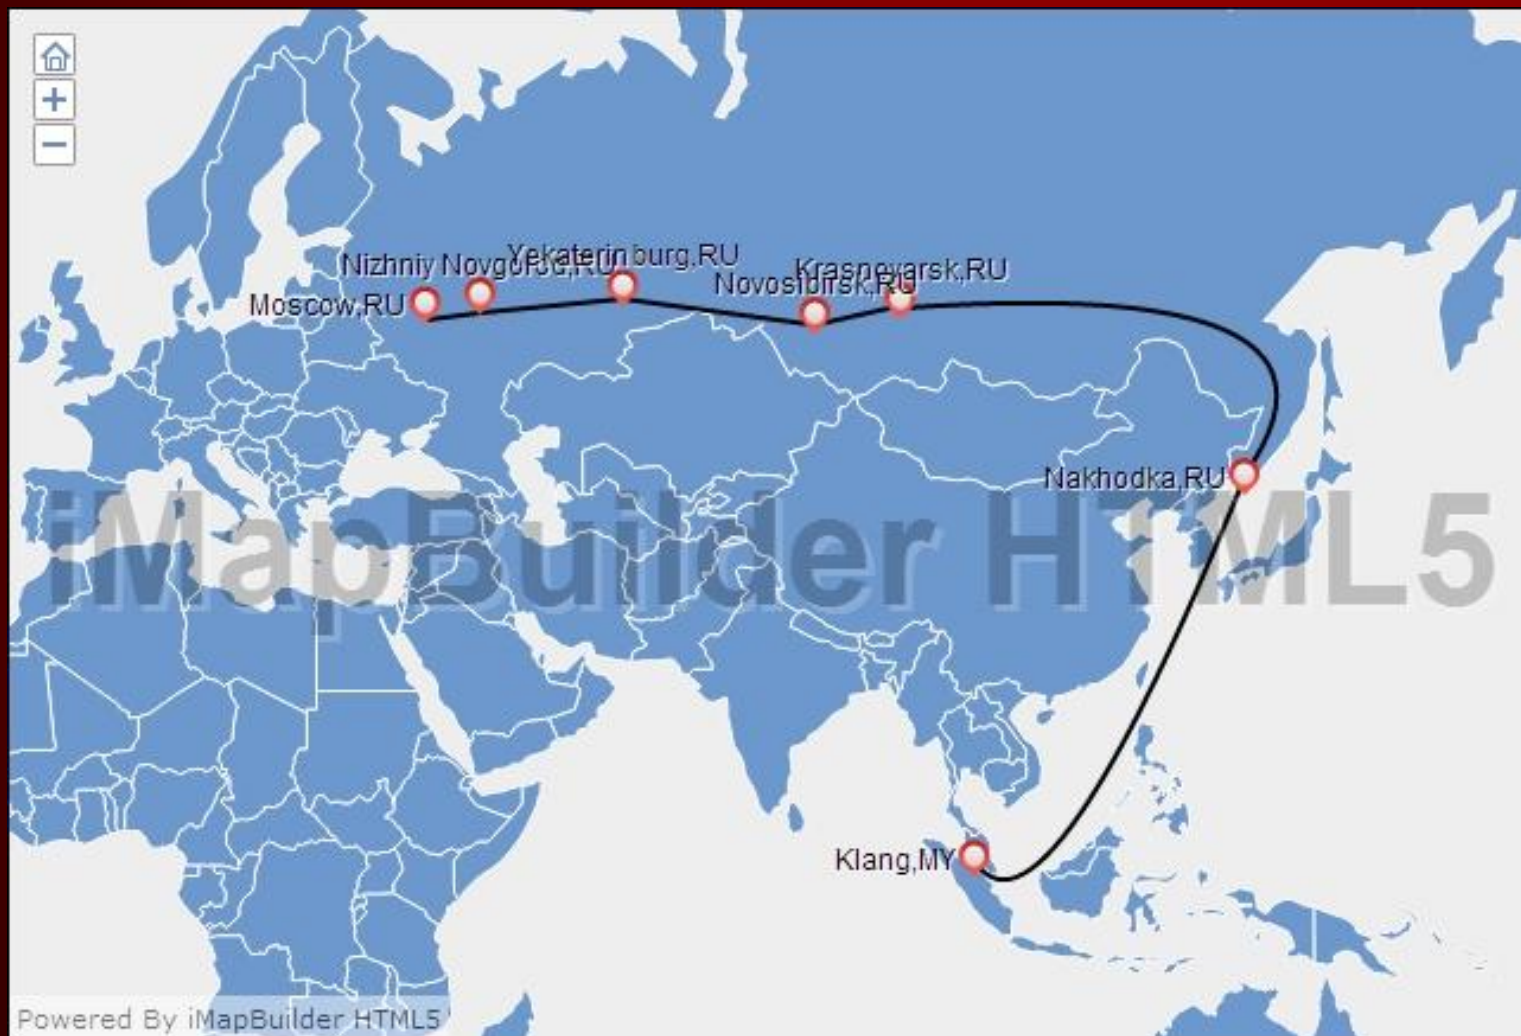 Yekaterinburg,RU
Nizhniy Novgorod,RU
Krasnoyarsk,RU
Novosibirsk,RU
Moscow,RU
Nakhodka,RU
iMapBuilder HTML5
Klang,MY
Powered By iMapBuilder HTML5